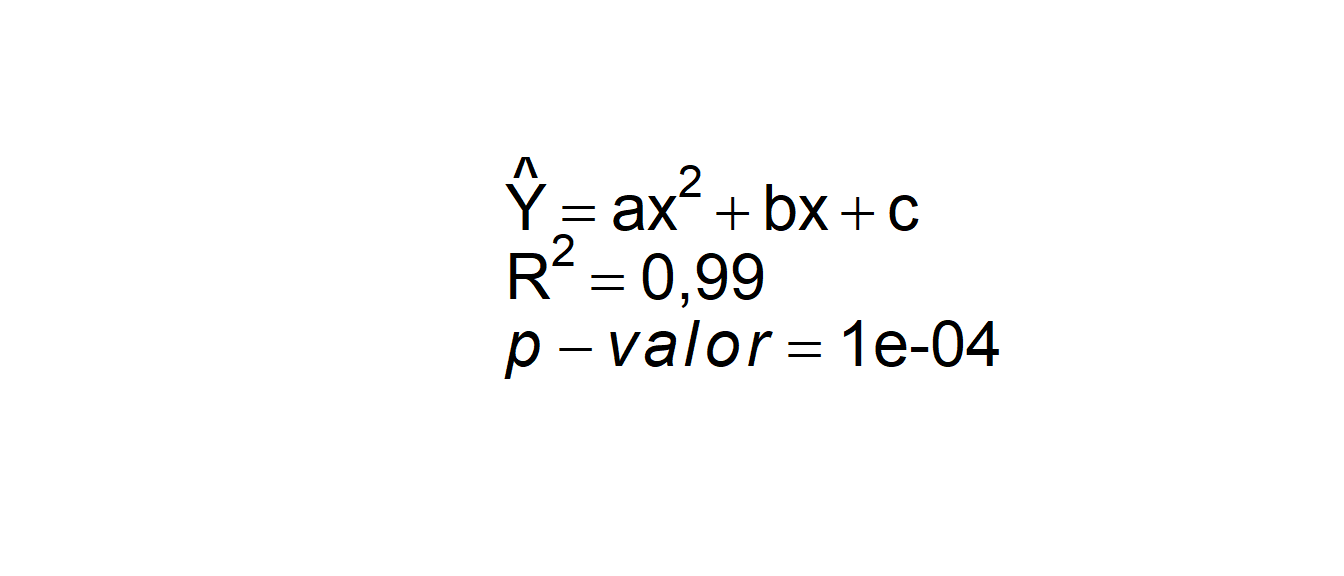 Ŷ = ax² + bx + c
R² = 0,99
p − valor = 1e-04